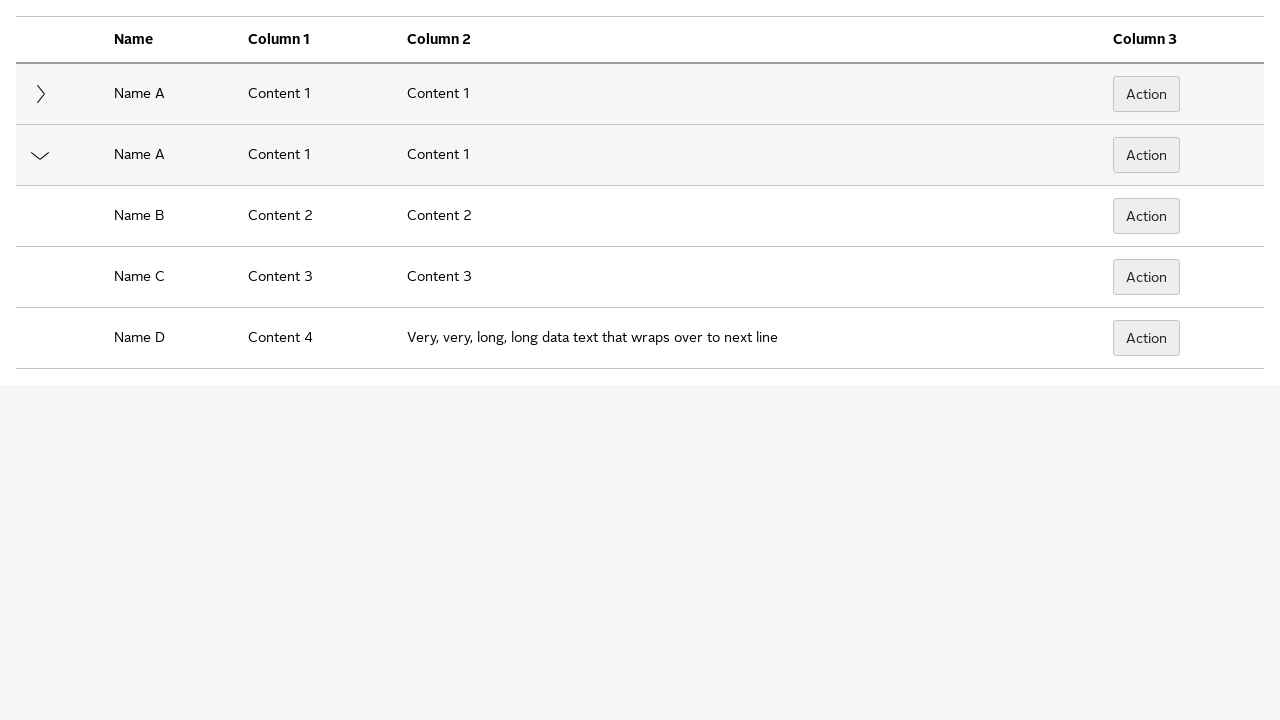 Name Column 1 Column 2 Column 3
Name A Content 1 Content 1 Action
Name A Content 1 Content 1 Action
Name B Content 2 Content 2 Action
Name C Content 3 Content 3 Action
Name D Content 4 Very, very, long, long data text that wraps over to next line Action